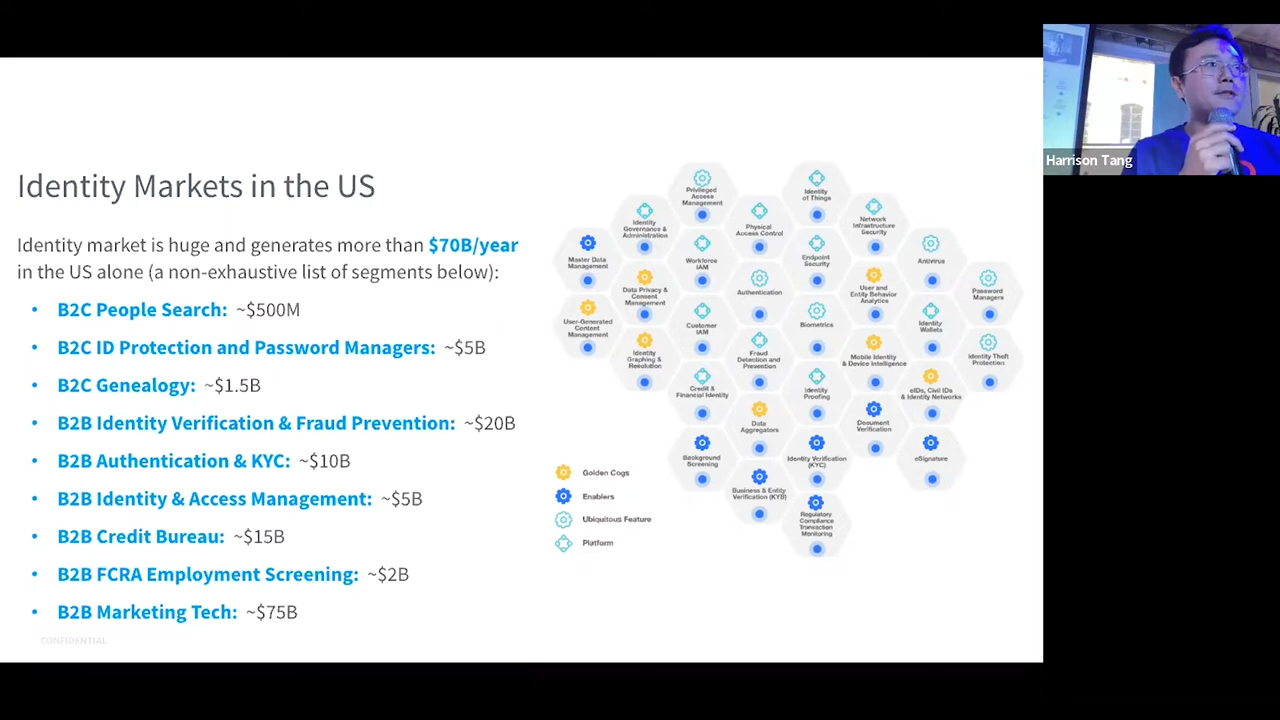 Harrison Tang
Identity Markets in the US
Identity market is huge and generates more than $70B/year
in the US alone (a non-exhaustive list of segments below):
• B2C People Search: ~$500M
• B2C ID Protection and Password Managers: ~$5B
• B2C Genealogy: ~$1.5B
• B2B Identity Verification & Fraud Prevention: ~$20B
• B2B Authentication & KYC: ~$10B
• B2B Identity & Access Management: ~$5B
• B2B Credit Bureau: ~$15B
• B2B FCRA Employment Screening: ~$2B
• B2B Marketing Tech: ~$75B
CONFIDENTIAL
Privileged
Access
Management
Identity
of Things
Identity
Governance &
Administration
Physical
Access Control
Network
Infrastructure
Security
Master Data
Management
Workforce
IAM
Endpoint
Security
Antivirus
Data Privacy &
Consent
Management
Authentication
User and
Entity Behavior
Analytics
Password
Managers
User-Generated
Content
Management
Customer
IAM
Biometrics
Identity
Wallets
Identity
Graphing &
Resolution
Fraud
Detection and
Prevention
Mobile Identity
& Device Intelligence
Identity Theft
Protection
Credit &
Financial Identity
Identity
Proofing
eIDs, Civil IDs
& Identity Networks
Data
Aggregators
Document
Verification
Background
Screening
Identity Verification
(KYC)
eSignature
Business & Entity
Verification (KYB)
Regulatory
Compliance
Transaction
Monitoring
Golden Cogs
Enablers
Ubiquitous Feature
Platform